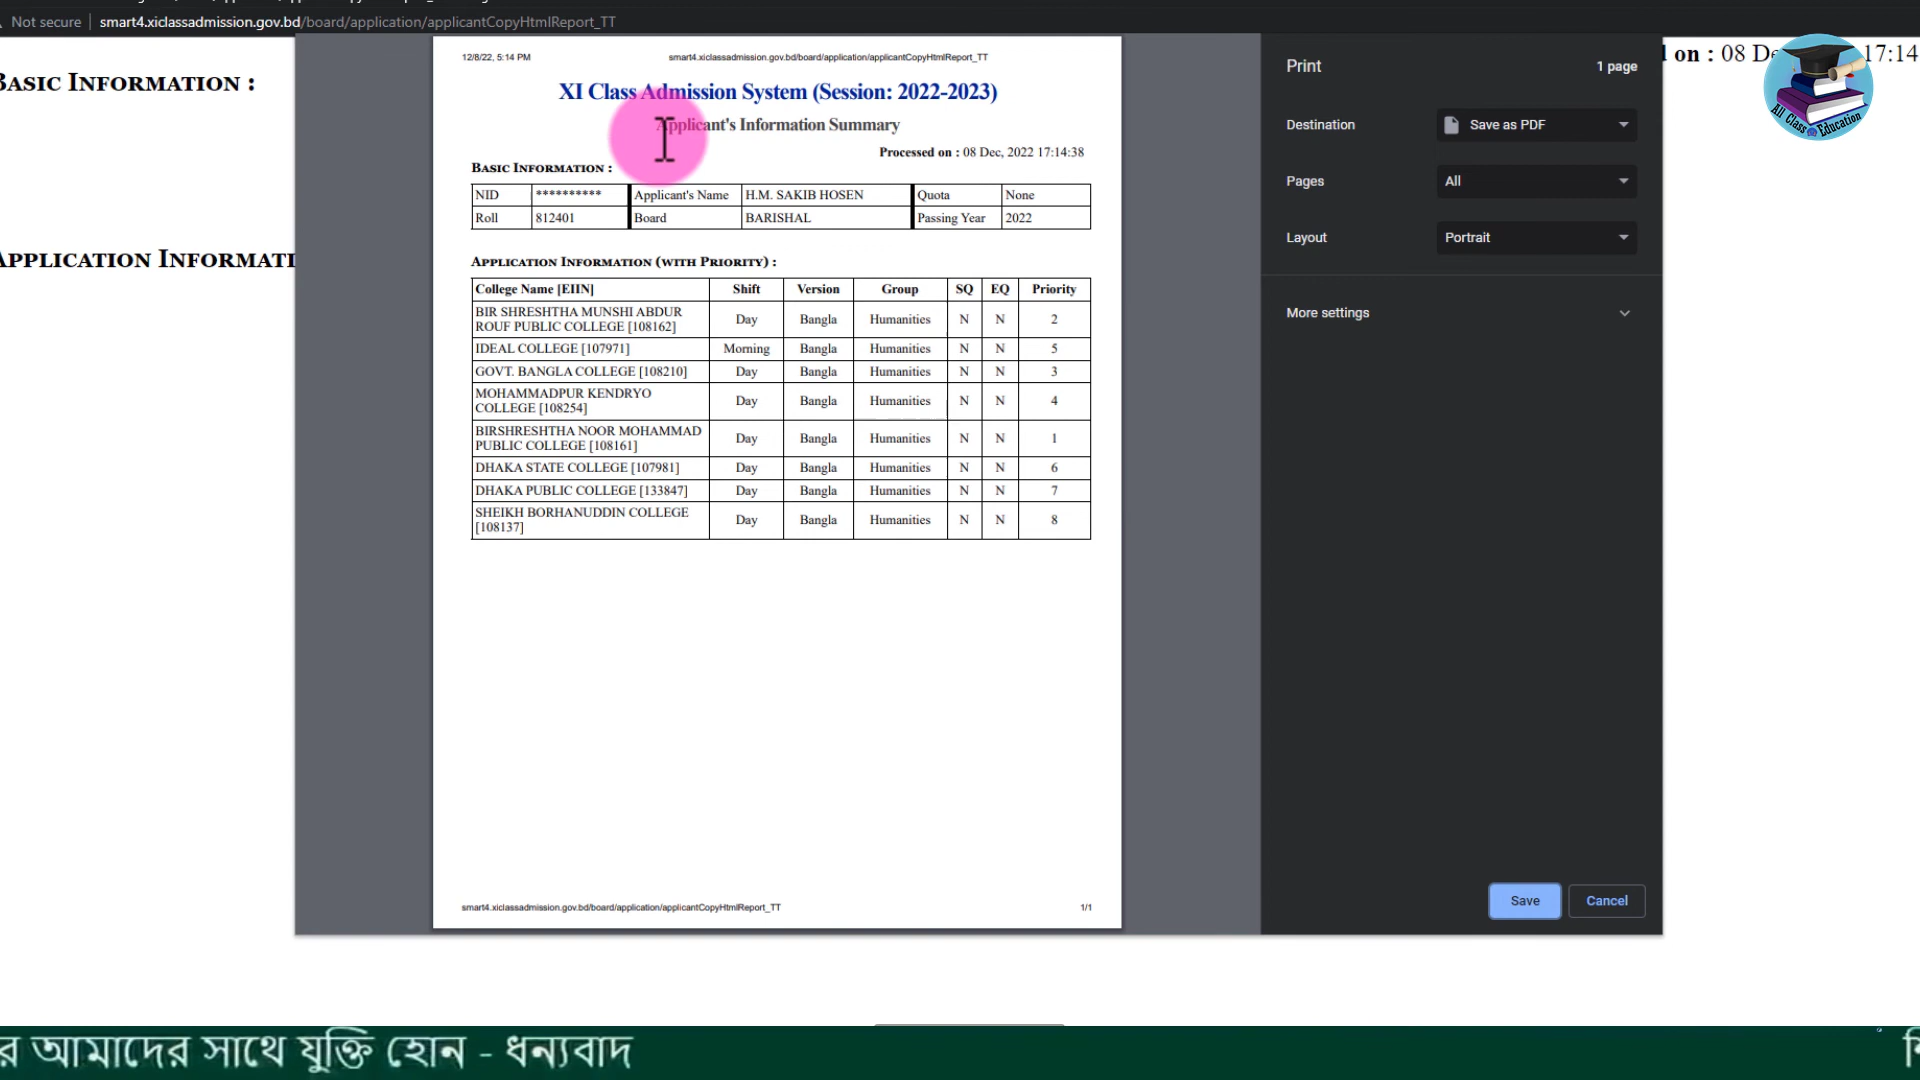 Not secure | smart4.xiclassadmission.gov.bd/board/application/applicantCopyHtmlReport_TT
BASIC INFORMATION :
on : 08 De 17:14
APPLICATION INFORMATI
12/8/22, 5:14 PM smart4.xiclassadmission.gov.bd/board/application/applicantCopyHtmlReport_TT
XI Class Admission System (Session: 2022-2023)
Applicant's Information Summary
Processed on : 08 Dec, 2022 17:14:38
BASIC INFORMATION :
NID ********** Applicant's Name H.M. SAKIB HOSEN Quota None
Roll 812401 Board BARISHAL Passing Year 2022
APPLICATION INFORMATION (WITH PRIORITY) :
College Name [EIIN] Shift Version Group SQ EQ Priority
BIR SHRESHTHA MUNSHI ABDUR
ROUF PUBLIC COLLEGE [108162] Day Bangla Humanities N N 2
IDEAL COLLEGE [107971] Morning Bangla Humanities N N 5
GOVT. BANGLA COLLEGE [108210] Day Bangla Humanities N N 3
MOHAMMADPUR KENDRYO
COLLEGE [108254] Day Bangla Humanities N N 4
BIRSHRESHTHA NOOR MOHAMMAD
PUBLIC COLLEGE [108161] Day Bangla Humanities N N 1
DHAKA STATE COLLEGE [107981] Day Bangla Humanities N N 6
DHAKA PUBLIC COLLEGE [133847] Day Bangla Humanities N N 7
SHEIKH BORHANUDDIN COLLEGE
[108137] Day Bangla Humanities N N 8
smart4.xiclassadmission.gov.bd/board/application/applicantCopyHtmlReport_TT 1/1
Print 1 page
Destination Save as PDF
Pages All
Layout Portrait
More settings
Save Cancel
All Class Education
র আমাদের সাথে যুক্তি হোন - ধন্যবাদ